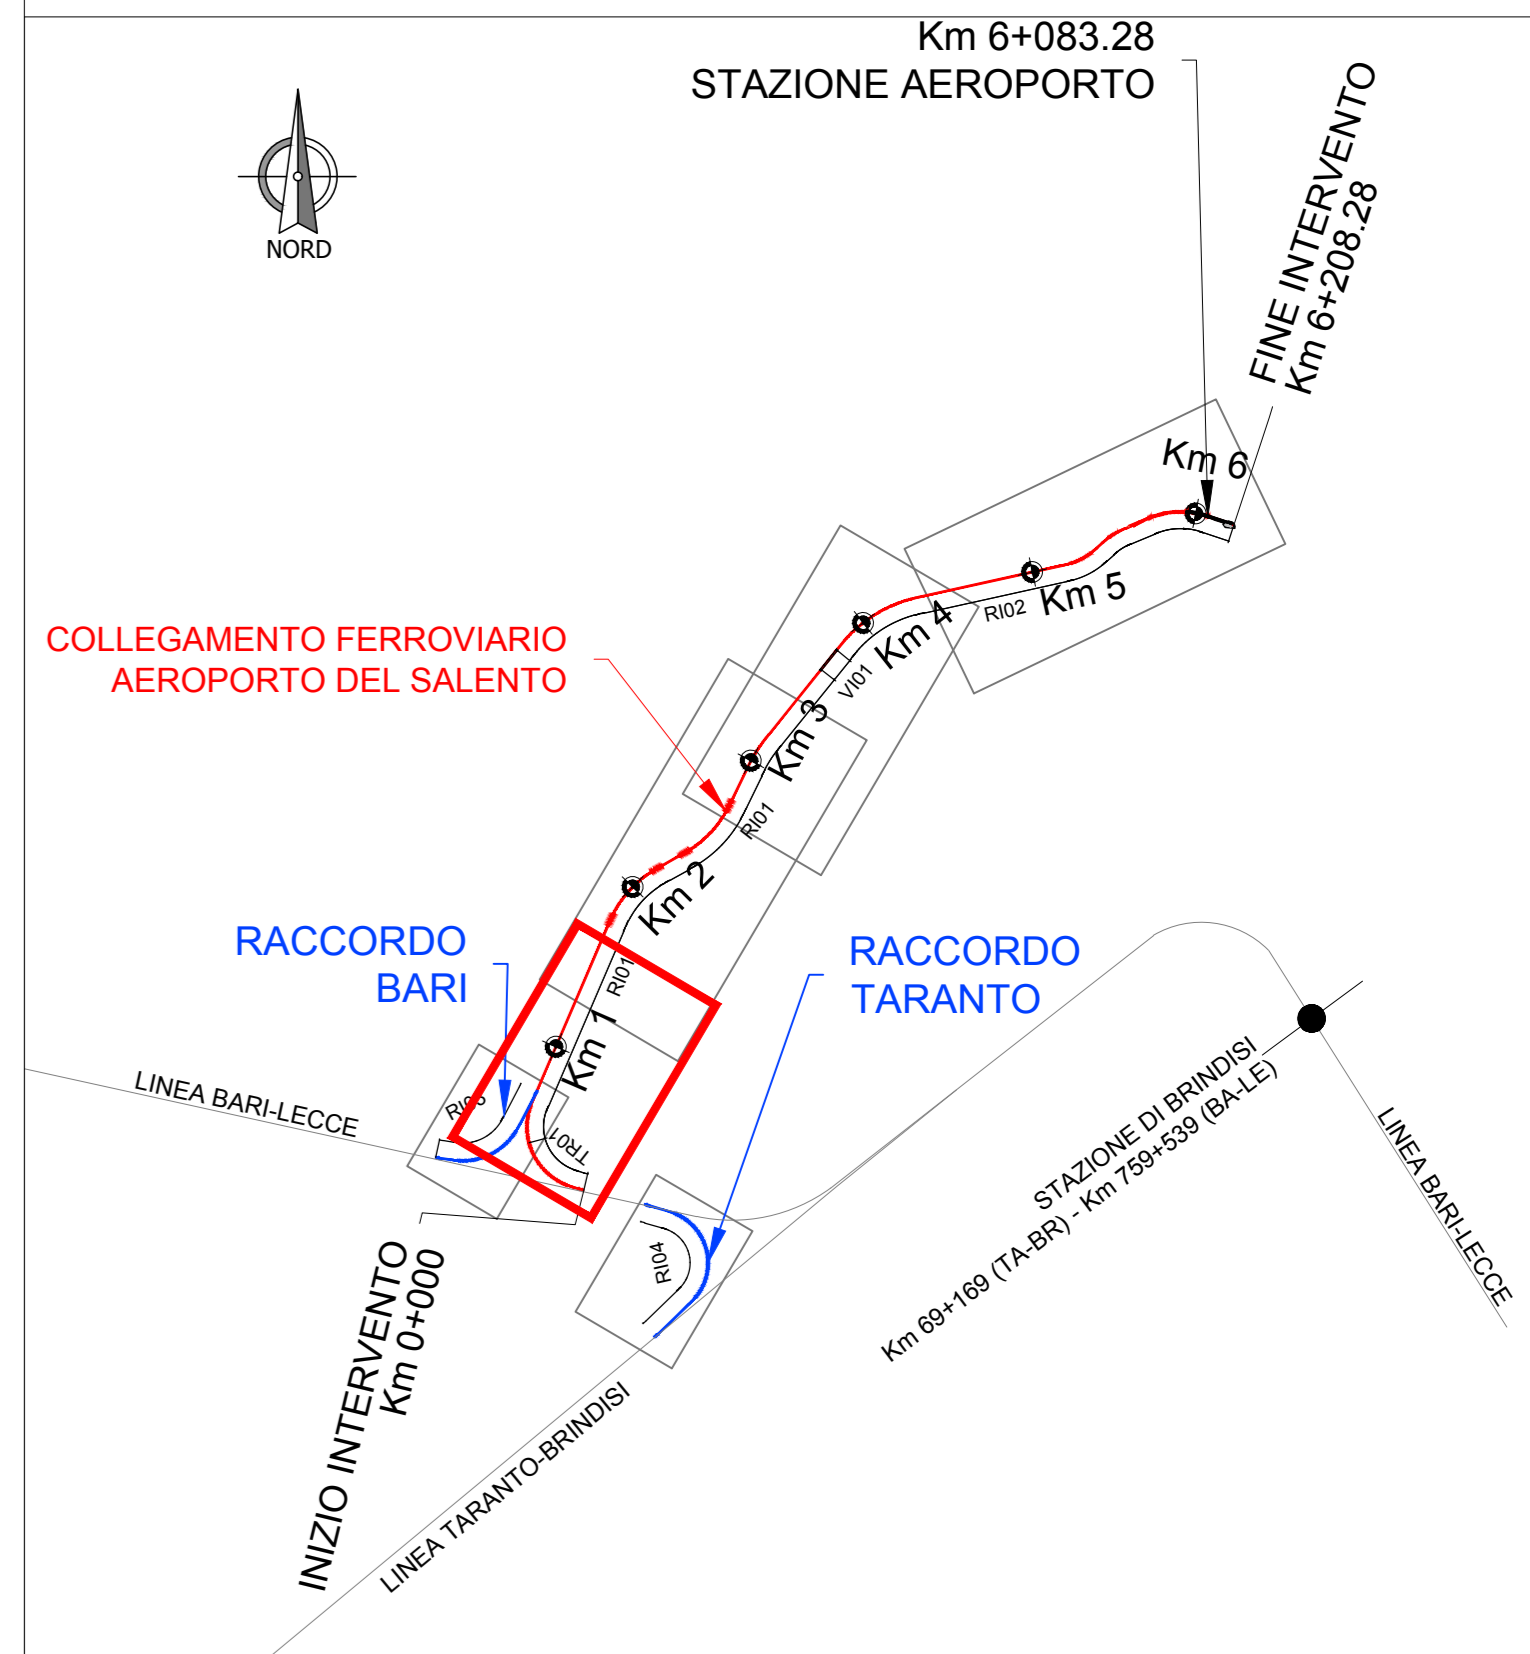 Km 6+083.28
STAZIONE AEROPORTO
NORD
FINE INTERVENTO
Km 6+208.28
Km 6
Km 5
RI02
Km 4
VI01
COLLEGAMENTO FERROVIARIO
AEROPORTO DEL SALENTO
Km 3
RI01
Km 2
RACCORDO
BARI
RACCORDO
TARANTO
RI01
Km 1
LINEA BARI-LECCE
TR01
STAZIONE DI BRINDISI
Km 69+169 (TA-BR) - Km 759+539 (BA-LE)
LINEA BARI-LECCE
RI04
INIZIO INTERVENTO
Km 0+000
LINEA TARANTO-BRINDISI